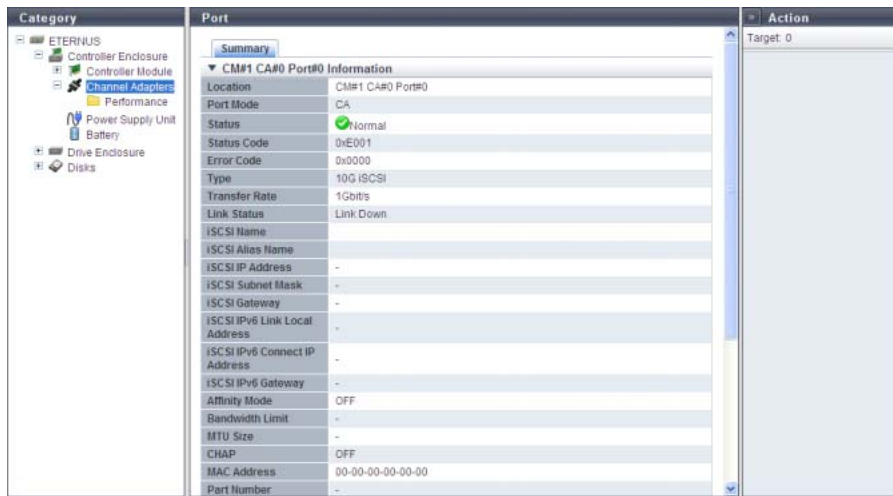 Category
ETERNUS
Controller Enclosure
Controller Module
Channel Adapters
Performance
Power Supply Unit
Battery
Drive Enclosure
Disks
Port
Summary
CM#1 CA#0 Port#0 Information
Location CM#1 CA#0 Port#0
Port Mode CA
Status Normal
Status Code 0xE001
Error Code 0x0000
Type 10G iSCSI
Transfer Rate 1Gbit/s
Link Status Link Down
iSCSI Name
iSCSI Alias Name
iSCSI IP Address -
iSCSI Subnet Mask -
iSCSI Gateway -
iSCSI IPv6 Link Local
Address -
iSCSI IPv6 Connect IP
Address -
iSCSI IPv6 Gateway -
Affinity Mode OFF
Bandwidth Limit -
MTU Size -
CHAP OFF
MAC Address 00-00-00-00-00-00
Part Number -
» Action
Target: 0